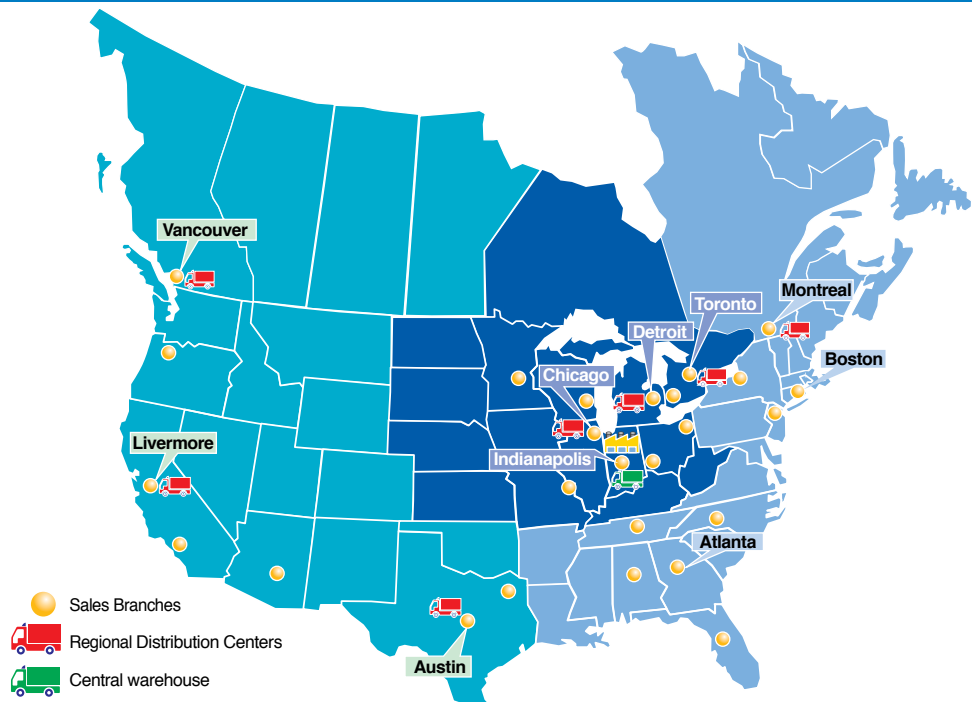 Vancouver
Montreal
Toronto
Detroit
Boston
Chicago
Livermore
Indianapolis
Atlanta
Sales Branches
Regional Distribution Centers
Austin
Central warehouse